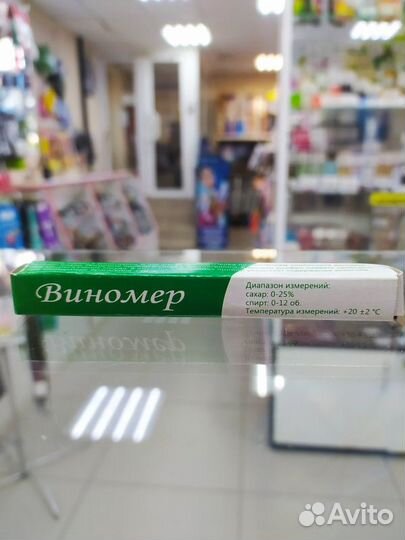 Виномер
Диапазон измерений:
сахар: 0-25%
спирт: 0-12 об.
Температура измерений: +20 ±2 °C
Avito